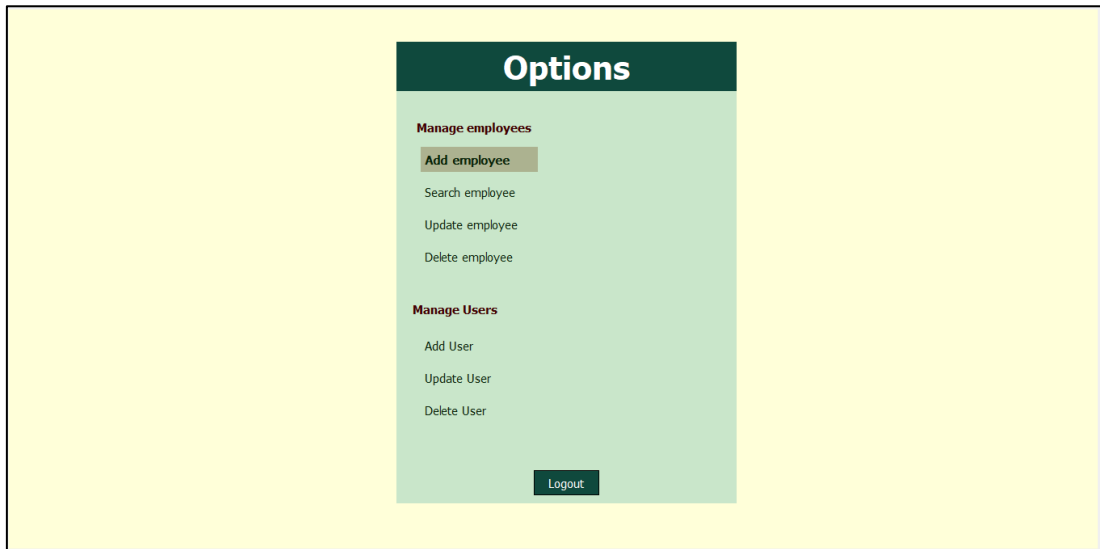 Options
Manage employees
Add employee
Search employee
Update employee
Delete employee
Manage Users
Add User
Update User
Delete User
Logout